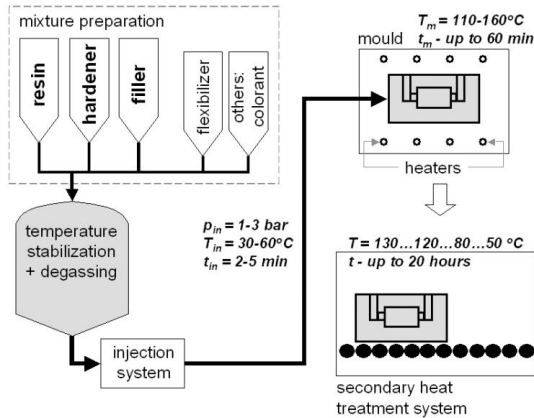 mixture preparation
resin
hardener
filler
flexibilizer
others:
colorant
temperature
stabilization
+ degassing
injection
system
p_in = 1-3 bar
T_in = 30-60°C
t_in = 2-5 min
T_m = 110-160°C
t_m - up to 60 min
mould
heaters
T = 130...120...80...50 °C
t - up to 20 hours
secondary heat
treatment system